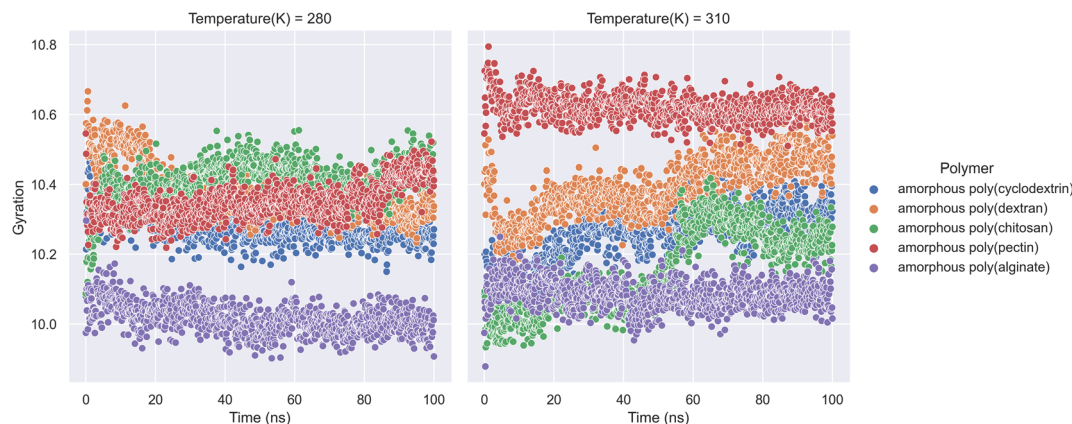 Temperature(K) = 280
Temperature(K) = 310
10.8
10.6
10.4
10.2
10.0
Gyration
0 20 40 60 80 100
0 20 40 60 80 100
Time (ns)
Time (ns)
Polymer
amorphous poly(cyclodextrin)
amorphous poly(dextran)
amorphous poly(chitosan)
amorphous poly(pectin)
amorphous poly(alginate)